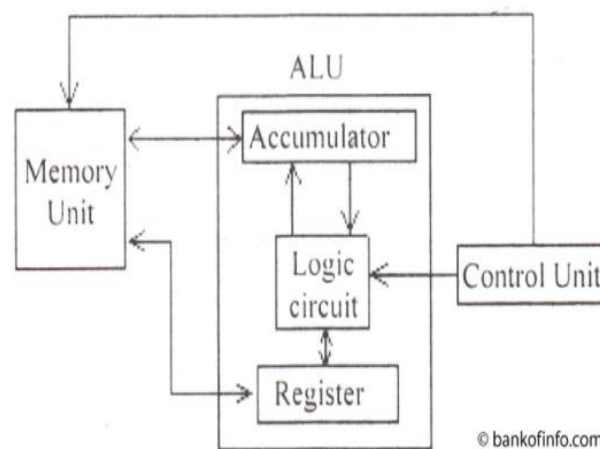 ALU
Accumulator
Memory
Unit
Logic
circuit
Control Unit
Register
© bankofinfo.com